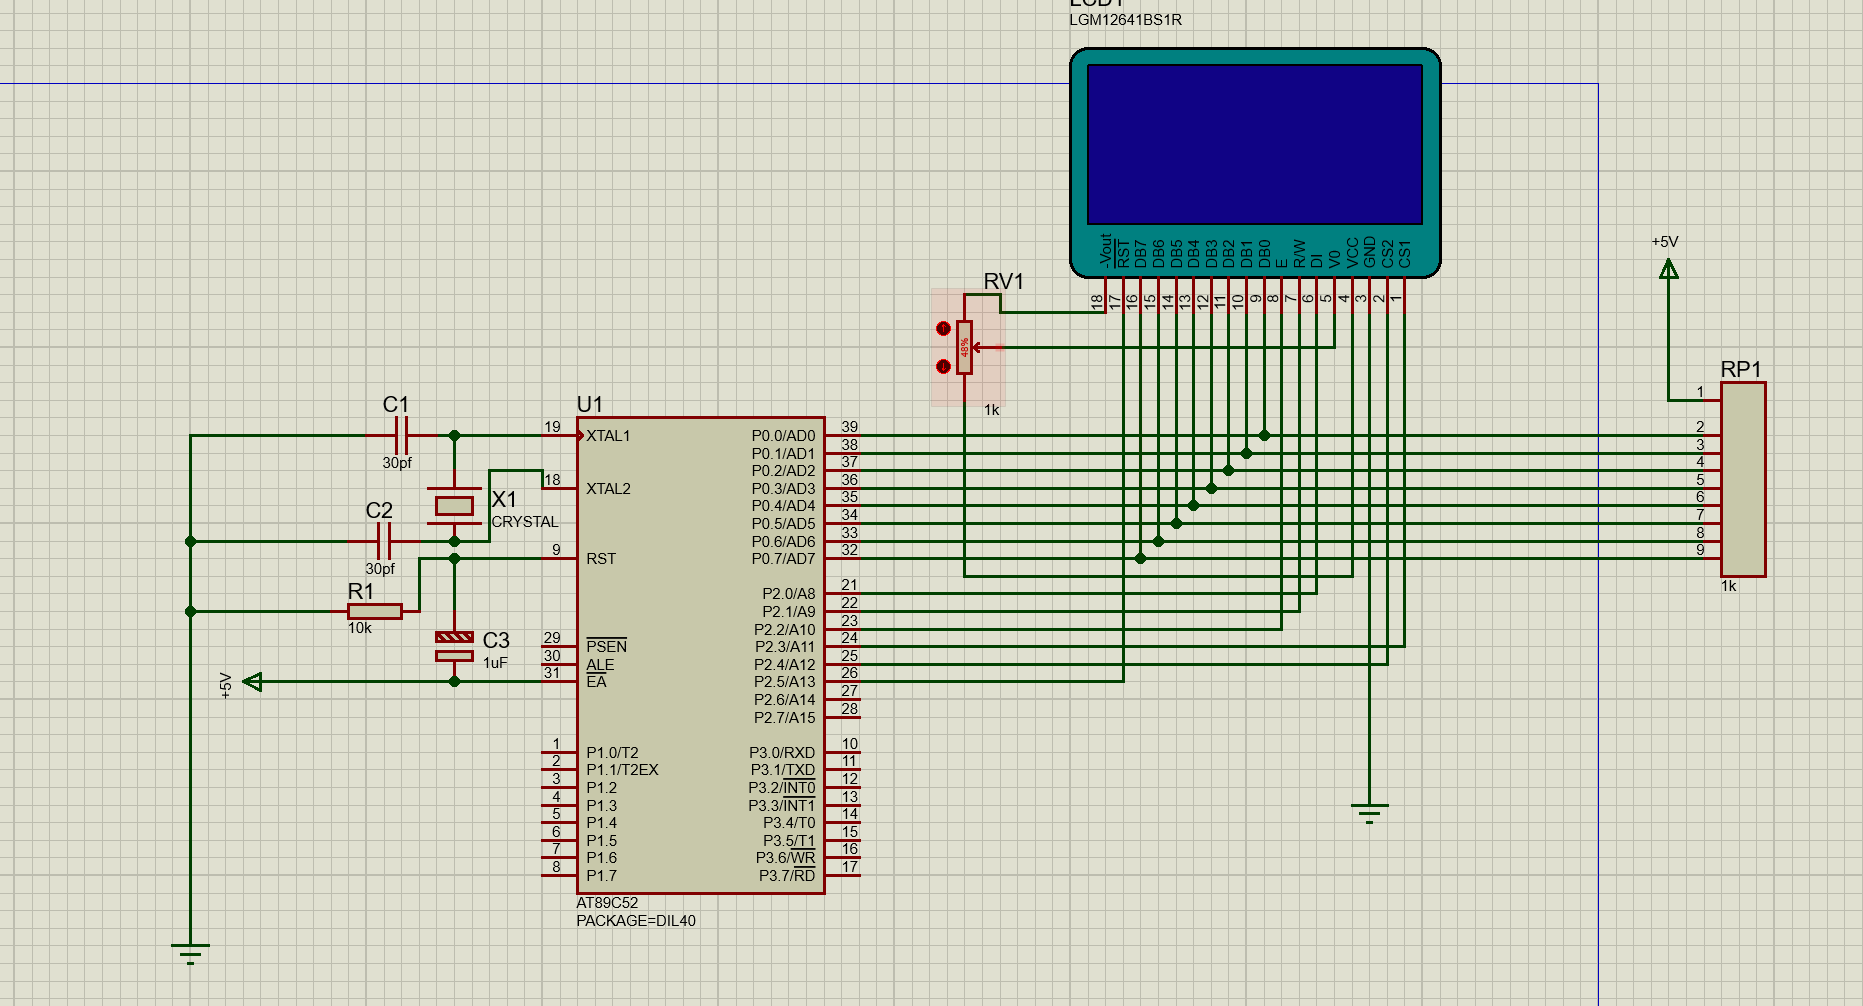 LCD1
LGM12641BS1R
-Vout
RST
DB7
DB6
DB5
DB4
DB3
DB2
DB1
DB0
E
R/W
DI
V0
VCC
GND
CS2
CS1
18
17
16
15
14
13
12
11
10
9
8
7
6
5
4
3
2
1
RV1
48%
1k
+5V
RP1
1
2
3
4
5
6
7
8
9
1k
C1
30pf
C2
30pf
X1
CRYSTAL
R1
10k
C3
1uF
+5V
U1
19 XTAL1
18 XTAL2
9 RST
29 PSEN
30 ALE
31 EA
1 P1.0/T2
2 P1.1/T2EX
3 P1.2
4 P1.3
5 P1.4
6 P1.5
7 P1.6
8 P1.7
P0.0/AD0 39
P0.1/AD1 38
P0.2/AD2 37
P0.3/AD3 36
P0.4/AD4 35
P0.5/AD5 34
P0.6/AD6 33
P0.7/AD7 32
P2.0/A8 21
P2.1/A9 22
P2.2/A10 23
P2.3/A11 24
P2.4/A12 25
P2.5/A13 26
P2.6/A14 27
P2.7/A15 28
P3.0/RXD 10
P3.1/TXD 11
P3.2/INT0 12
P3.3/INT1 13
P3.4/T0 14
P3.5/T1 15
P3.6/WR 16
P3.7/RD 17
AT89C52
PACKAGE=DIL40